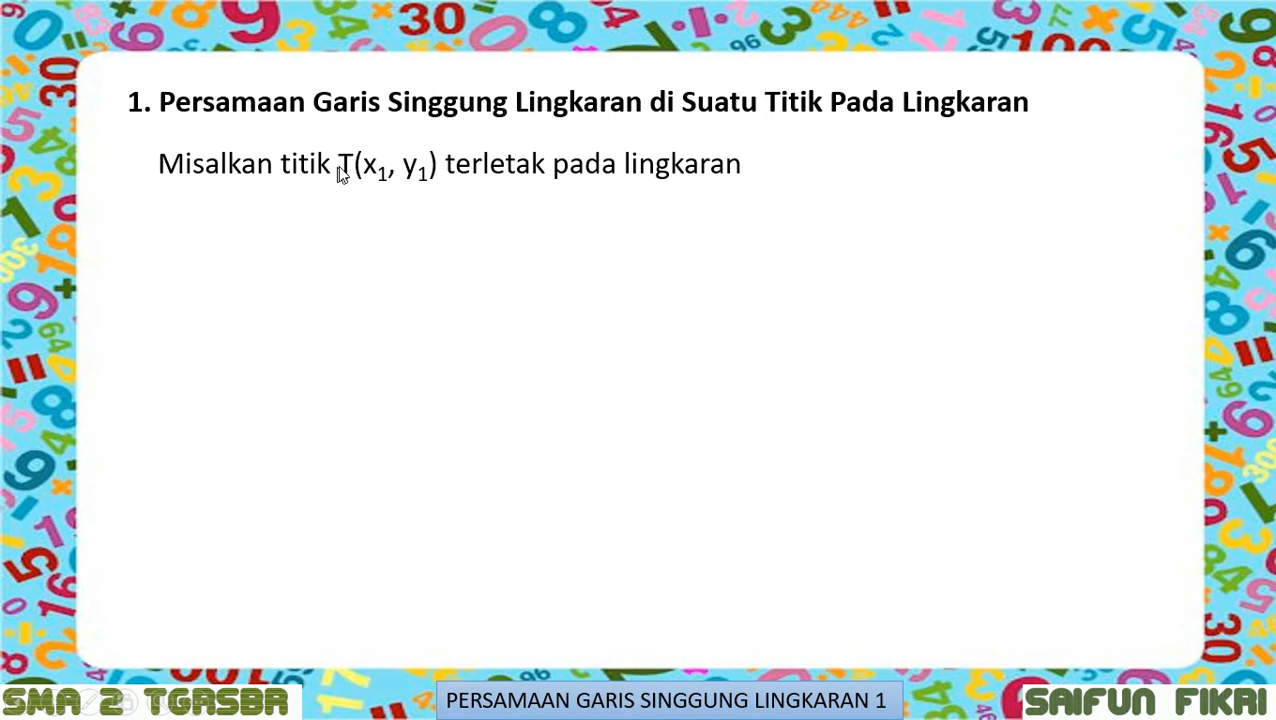 1. Persamaan Garis Singgung Lingkaran di Suatu Titik Pada Lingkaran
Misalkan titik T(x₁, y₁) terletak pada lingkaran
SMA 2 TGRSBR
PERSAMAAN GARIS SINGGUNG LINGKARAN 1
SAIFUN FIKRI